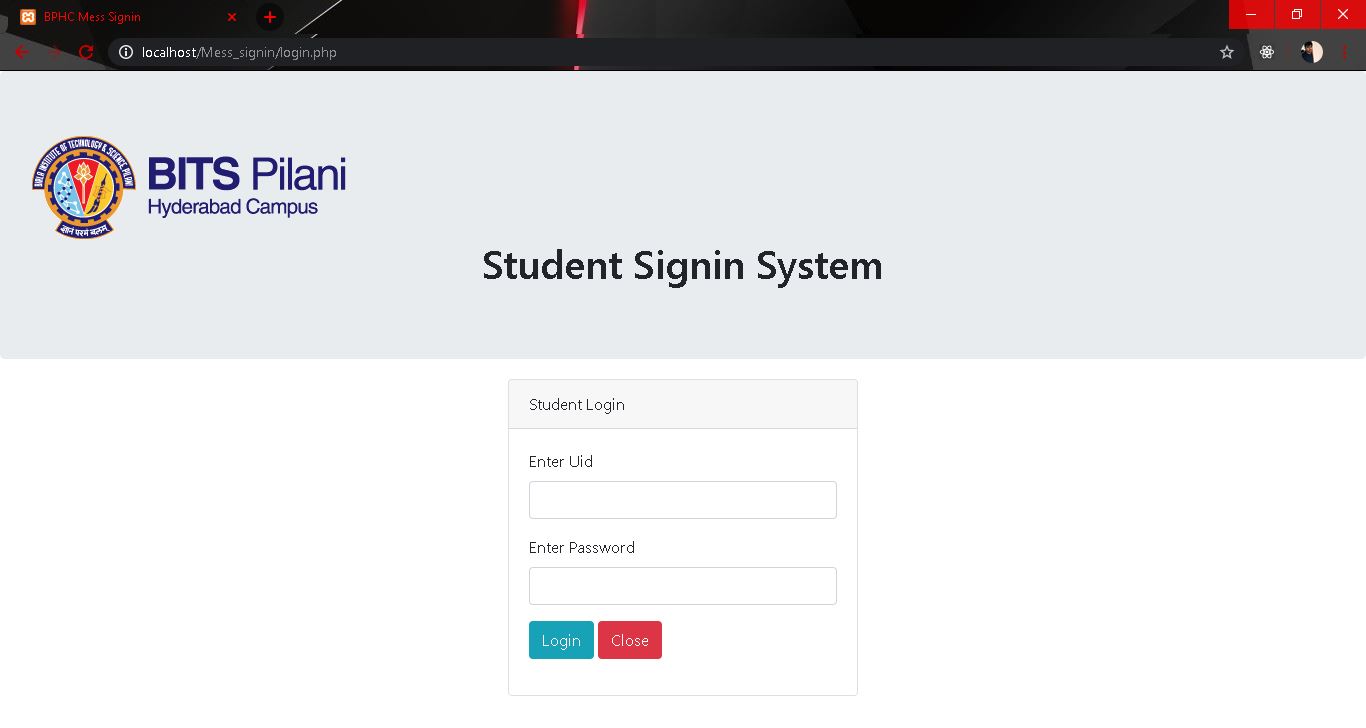 BPHC Mess Signin
localhost/Mess_signin/login.php
BIRLA INSTITUTE OF TECHNOLOGY & SCIENCE PILANI
ज्ञानं परमं बलम्
BITS Pilani
Hyderabad Campus
Student Signin System
Student Login
Enter Uid
Enter Password
Login Close